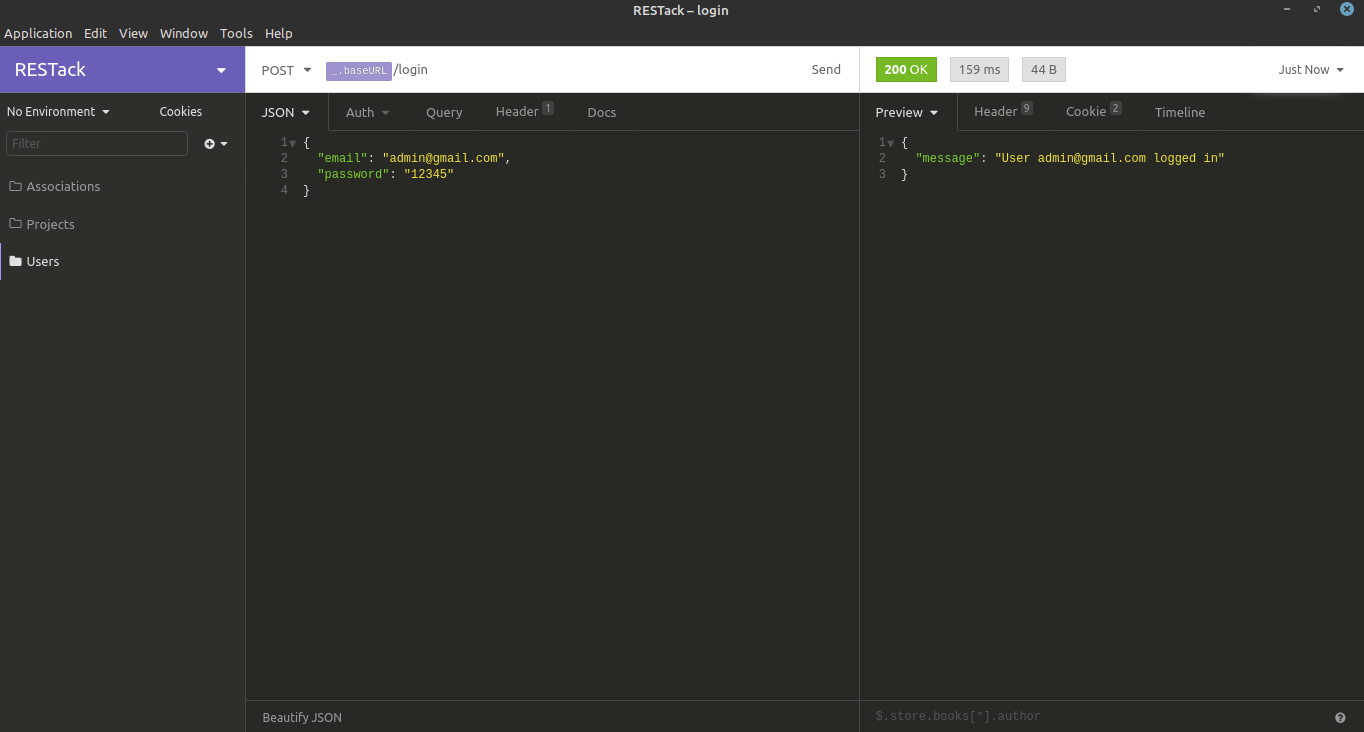 RESTack – login
Application Edit View Window Tools Help
RESTack
POST _.baseURL/login Send
200 OK 159 ms 44 B Just Now
No Environment Cookies
JSON Auth Query Header 1 Docs
Preview Header 9 Cookie 2 Timeline
Filter
Associations
Projects
Users
1 {
2 "email": "admin@gmail.com",
3 "password": "12345"
4 }
1 {
2 "message": "User admin@gmail.com logged in"
3 }
Beautify JSON
$.store.books[*].author